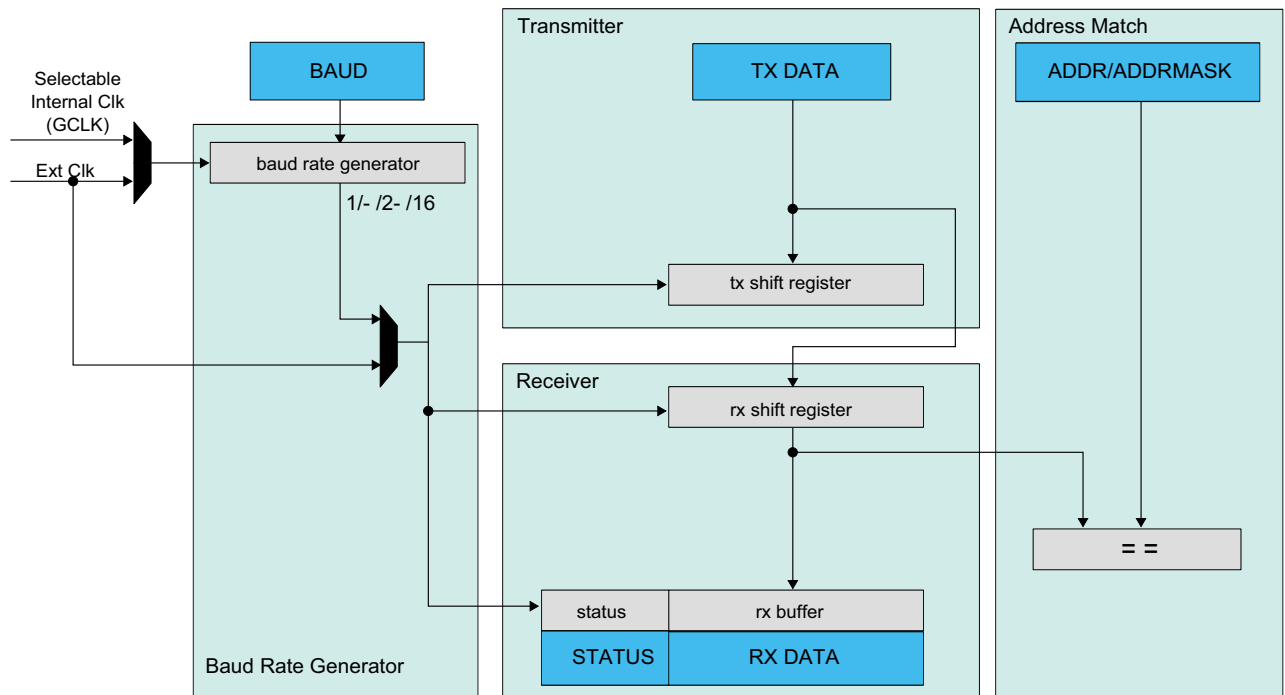 Transmitter
Address Match
BAUD
TX DATA
ADDR/ADDRMASK
Selectable
Internal Clk
(GCLK)
Ext Clk
baud rate generator
1/- /2- /16
tx shift register
Receiver
rx shift register
= =
status
rx buffer
STATUS
RX DATA
Baud Rate Generator